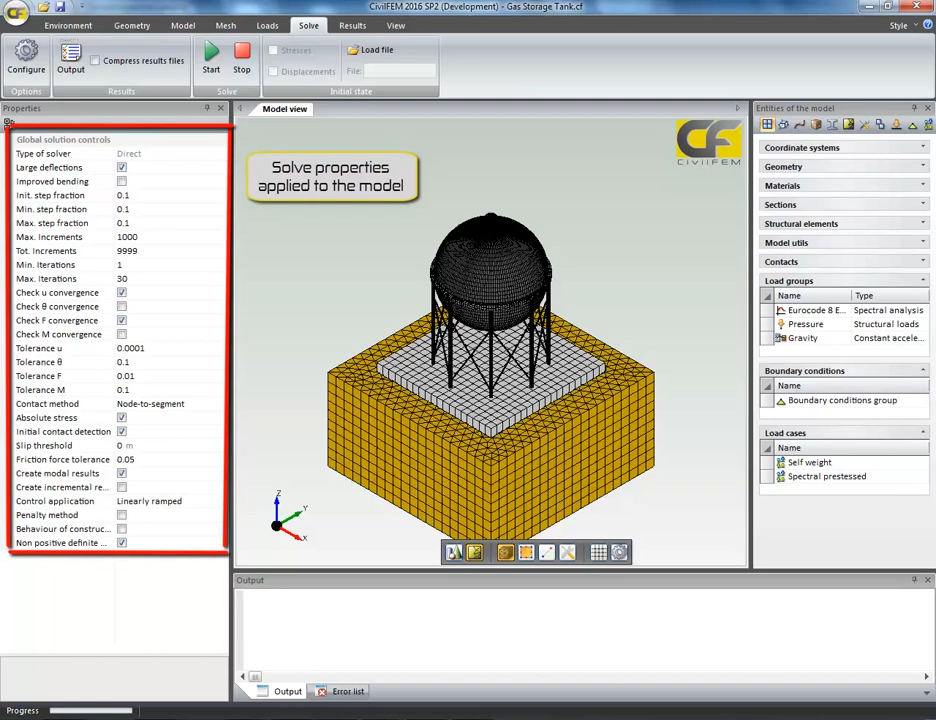 CivilFEM 2016 SP2 (Development) - Gas Storage Tank.cf
Environment Geometry Model Mesh Loads Solve Results View Style
Configure Output Compress results files Start Stop Stresses Load file
Displacements File:
Options Results Solve Initial state
Properties
Global solution controls
Type of solver Direct
Large deflections
Improved bending
Init. step fraction 0.1
Min. step fraction 0.1
Max. step fraction 0.1
Max. Increments 1000
Tot. Increments 9999
Min. Iterations 1
Max. Iterations 30
Check u convergence
Check θ convergence
Check F convergence
Check M convergence
Tolerance u 0.0001
Tolerance θ 0.1
Tolerance F 0.01
Tolerance M 0.1
Contact method Node-to-segment
Absolute stress
Initial contact detection
Slip threshold 0 m
Friction force tolerance 0.05
Create modal results
Create incremental re...
Control application Linearly ramped
Penalty method
Behaviour of construc...
Non positive definite ...
Model view
Solve properties
applied to the model
CIVILFEM
Z
Y
X
Entities of the model
Coordinate systems
Geometry
Materials
Sections
Structural elements
Model utils
Contacts
Load groups
Name Type
Eurocode 8 E... Spectral analysis
Pressure Structural loads
Gravity Constant accele...
Boundary conditions
Name
Boundary conditions group
Load cases
Name
Self weight
Spectral prestessed
Output
Output Error list
Progress